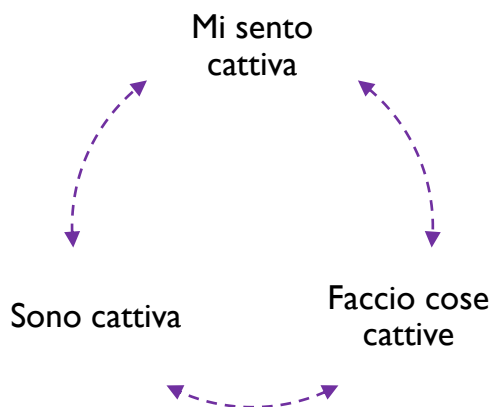 Mi sento
cattiva
Sono cattiva
Faccio cose
cattive